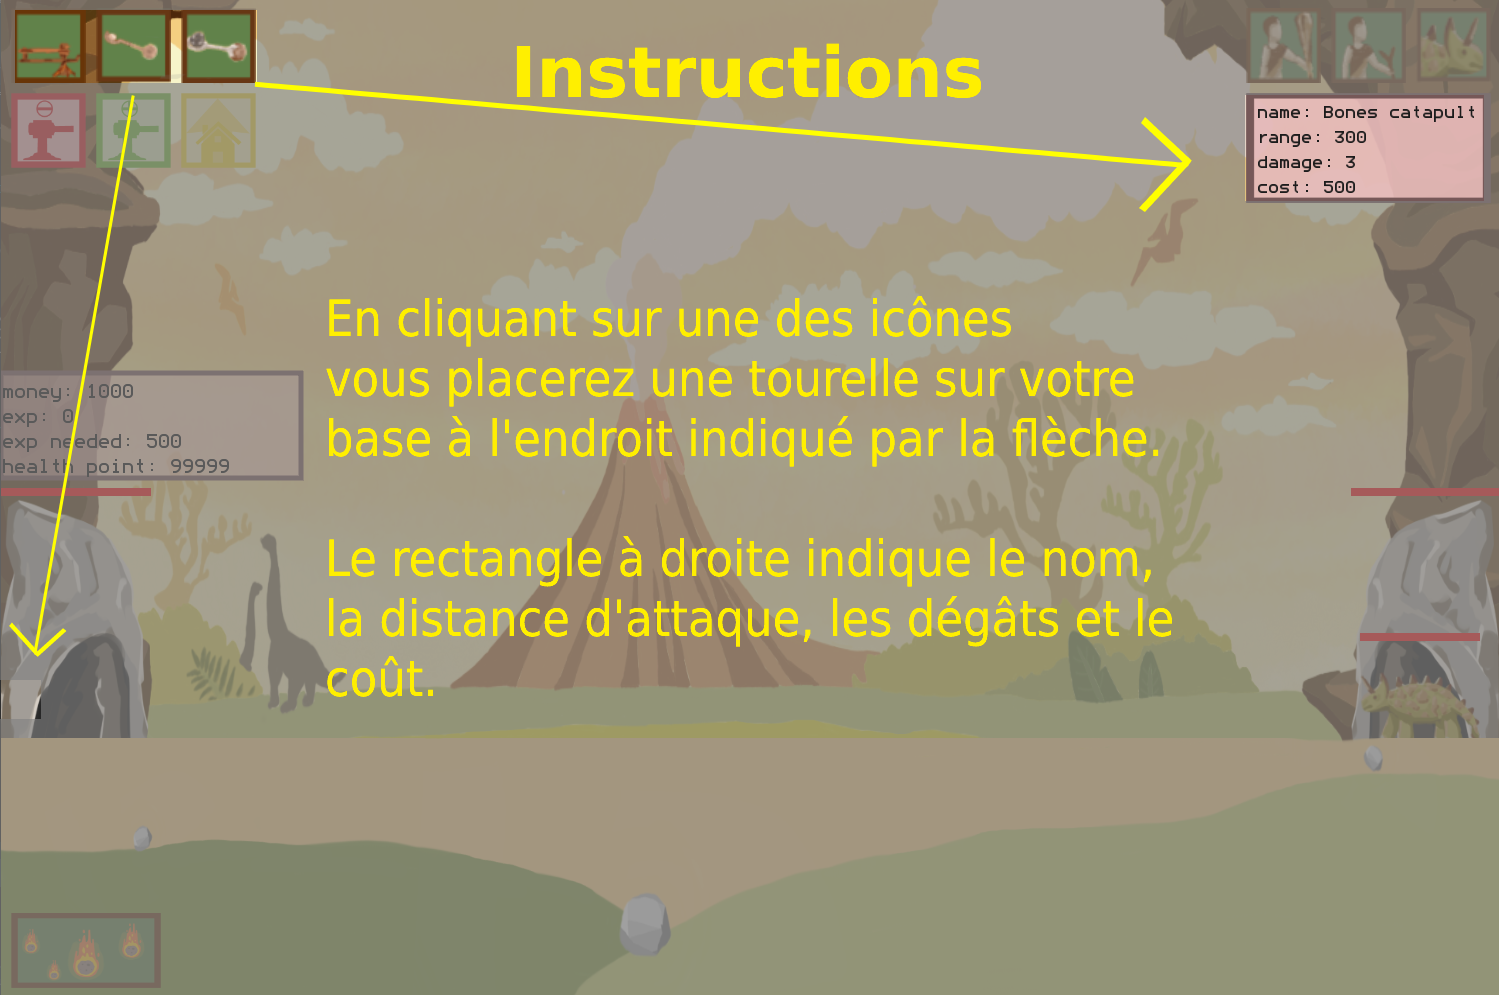 Instructions
name: Bones catapult
range: 300
damage: 3
cost: 500
En cliquant sur une des icônes
vous placerez une tourelle sur votre
base à l'endroit indiqué par la flèche.
money: 1000
exp: 0
exp needed: 500
health point: 99999
Le rectangle à droite indique le nom,
la distance d'attaque, les dégâts et le
coût.